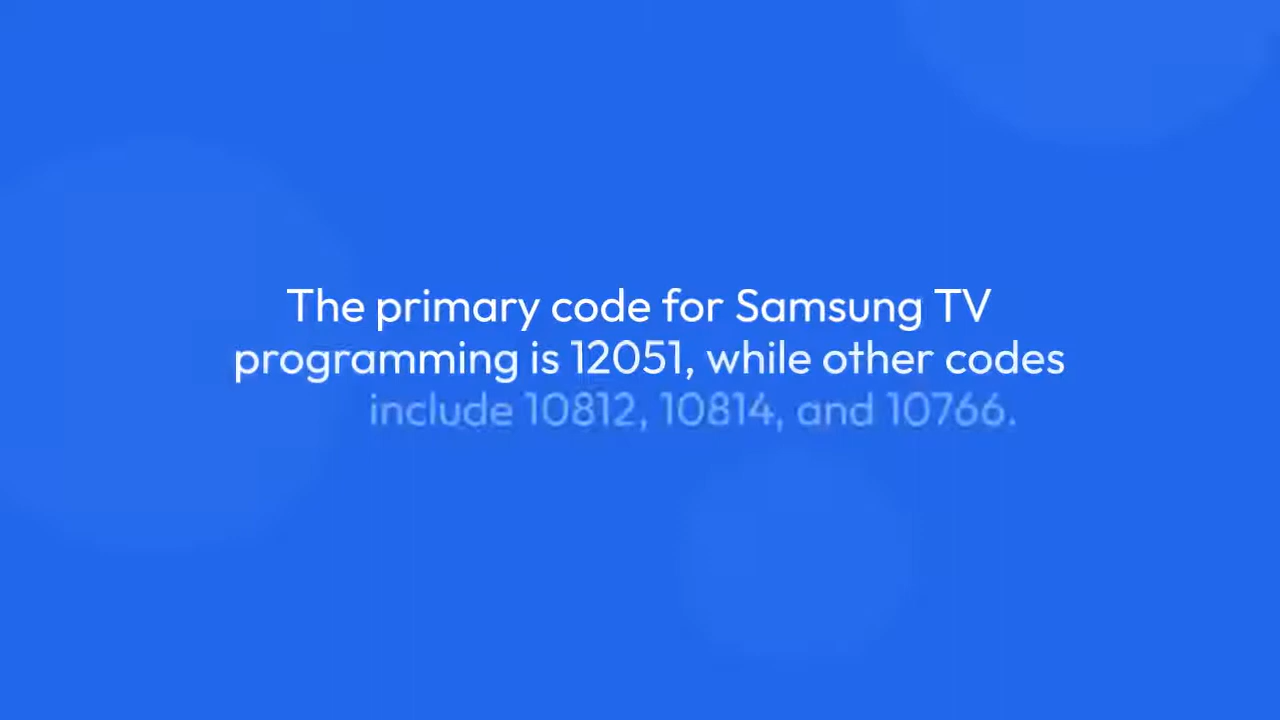 The primary code for Samsung TV
programming is 12051, while other codes
include 10812, 10814, and 10766.